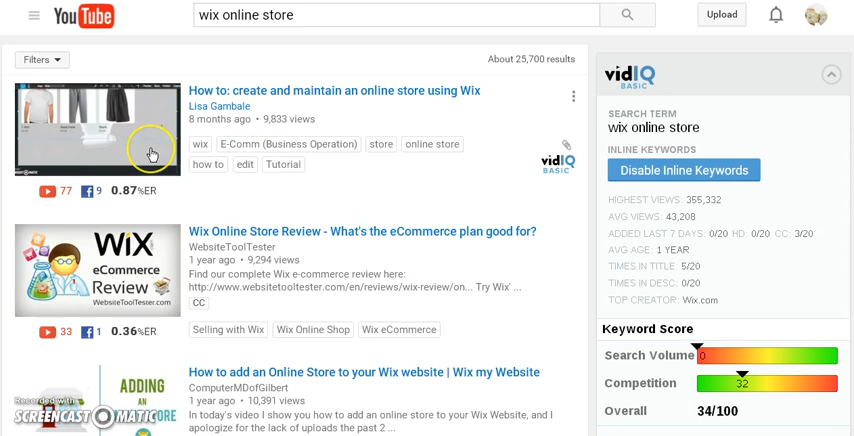 YouTube
wix online store
Upload
Filters
About 25,700 results
How to: create and maintain an online store using Wix
Lisa Gambale
8 months ago • 9,833 views
wix E-Comm (Business Operation) store online store
how to edit Tutorial
vidIQ
BASIC
77 9 0.87%ER
WiX
eCommerce
Review
WebsiteToolTester.com
Wix Online Store Review - What's the eCommerce plan good for?
WebsiteToolTester
1 year ago • 9,294 views
Find our complete Wix e-commerce review here:
http://www.websitetooltester.com/en/reviews/wix-review/on... Try Wix' ...
CC
Selling with Wix Wix Online Shop Wix eCommerce
33 1 0.36%ER
ADDING
Recorded with
SCREENCAST MATIC
How to add an Online Store to your Wix website | Wix my Website
ComputerMDofGilbert
1 year ago • 10,391 views
In today's video I show you how to add an online store to your Wix Website, and I
apologize for the lack of uploads the past 2 ...
vidIQ
BASIC
SEARCH TERM
wix online store
INLINE KEYWORDS
Disable Inline Keywords
HIGHEST VIEWS: 355,332
AVG VIEWS: 43,208
ADDED LAST 7 DAYS: 0/20 HD: 0/20 CC: 3/20
AVG AGE: 1 YEAR
TIMES IN TITLE: 5/20
TIMES IN DESC: 0/20
TOP CREATOR: Wix.com
Keyword Score
Search Volume 0
Competition 32
Overall 34/100